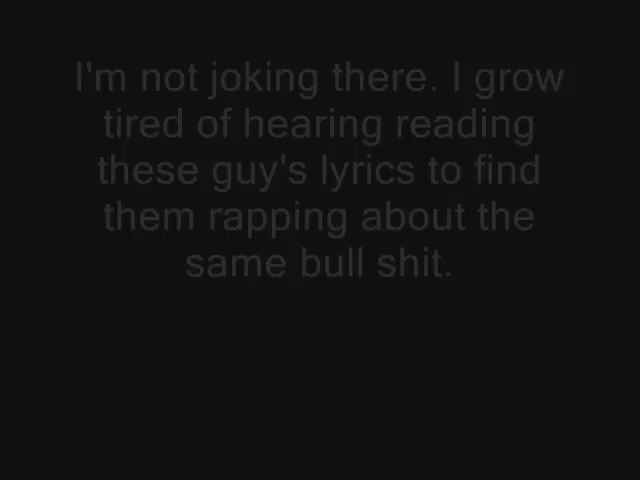 I'm not joking there. I grow
tired of hearing reading
these guy's lyrics to find
them rapping about the
same bull shit.